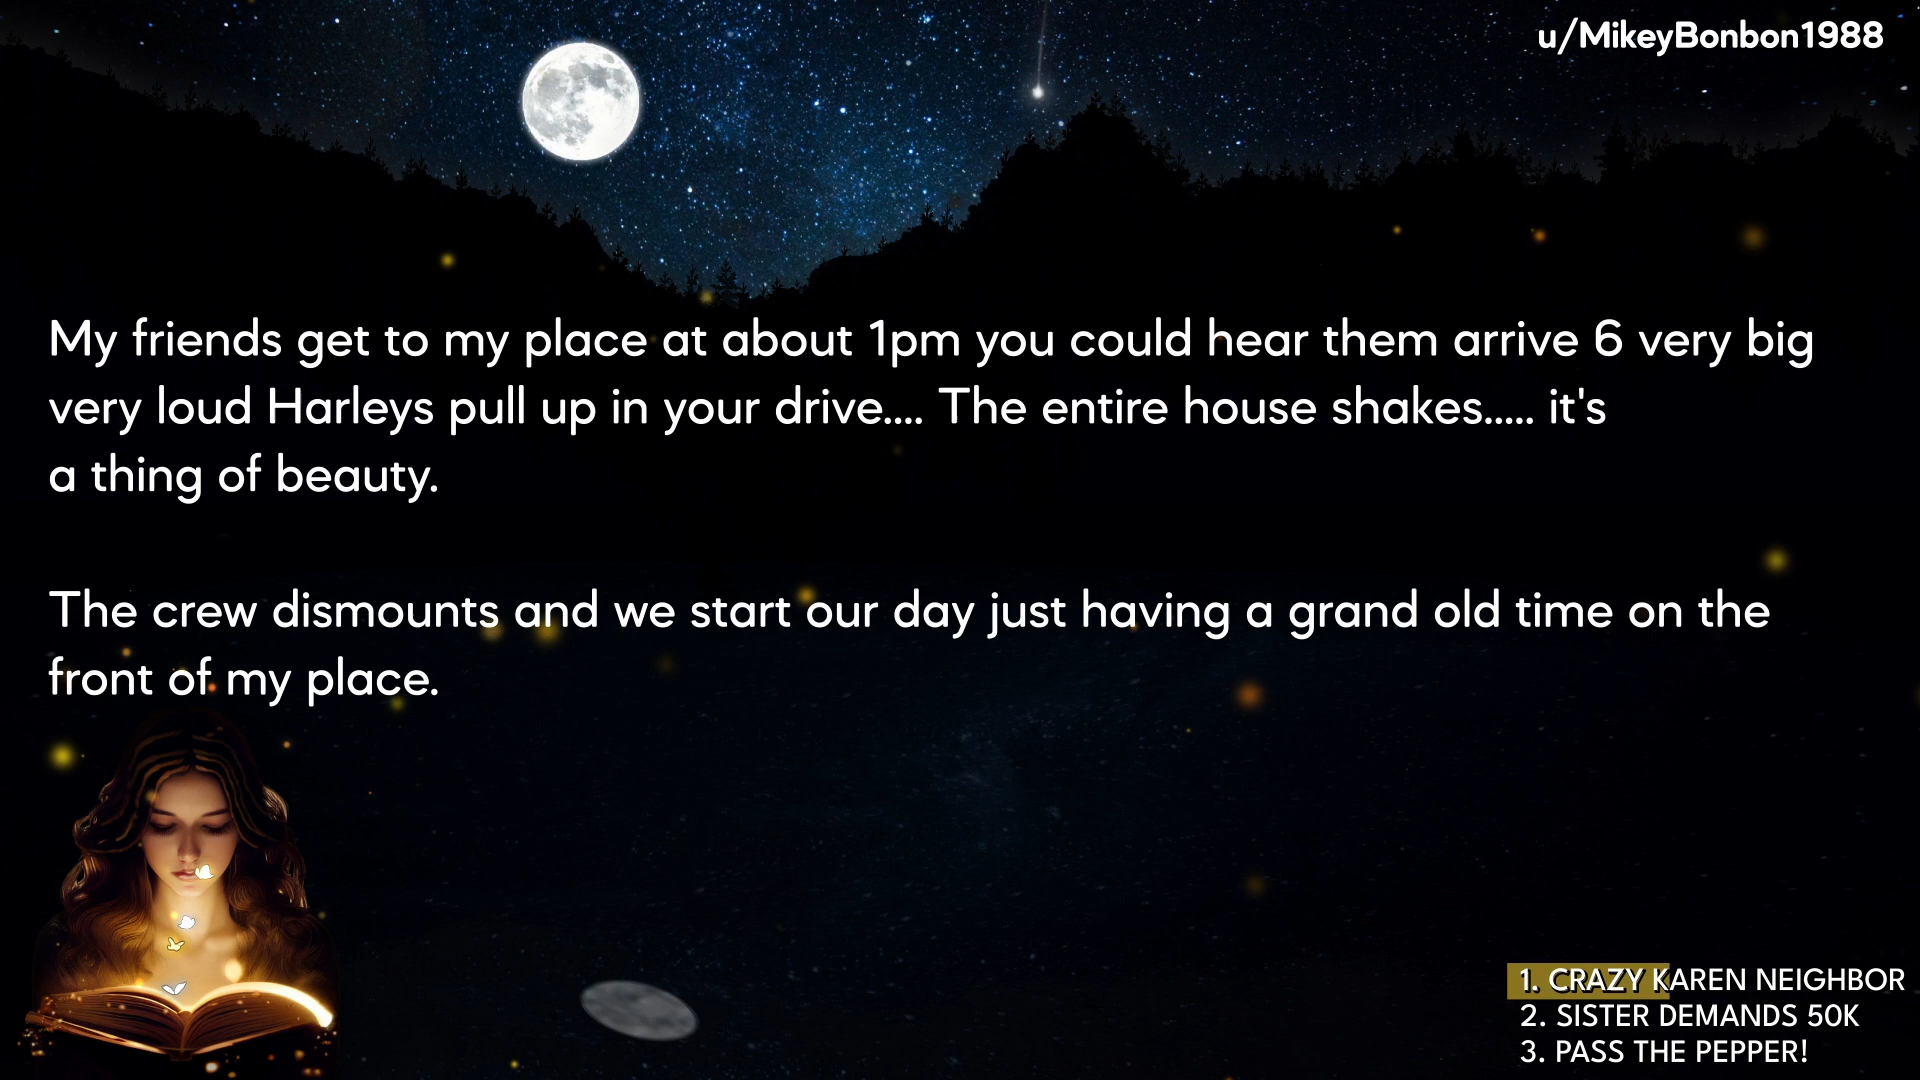 u/MikeyBonbon1988
My friends get to my place at about 1pm you could hear them arrive 6 very big
very loud Harleys pull up in your drive.... The entire house shakes..... it's
a thing of beauty.
The crew dismounts and we start our day just having a grand old time on the
front of my place.
1. CRAZY KAREN NEIGHBOR
2. SISTER DEMANDS 50K
3. PASS THE PEPPER!